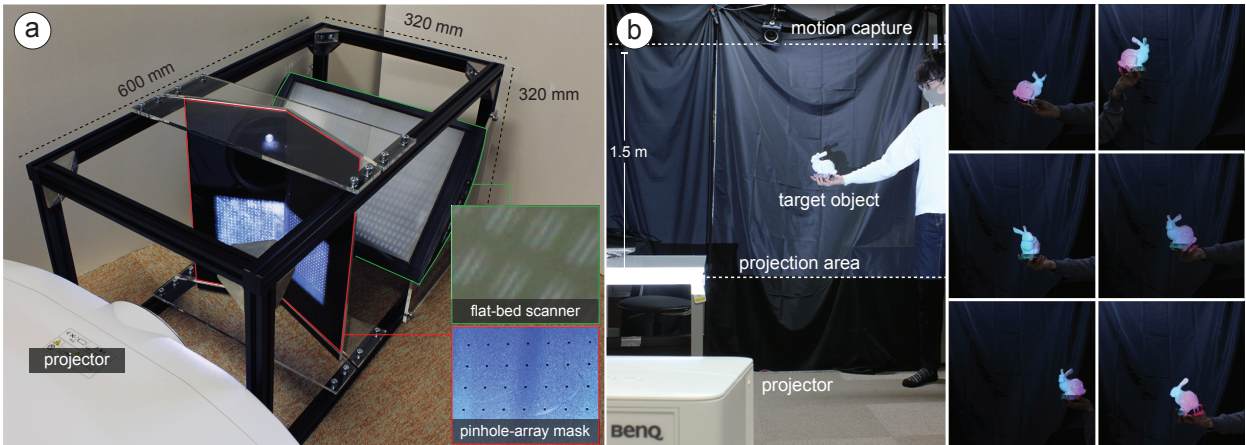 a
320 mm
600 mm
320 mm
flat-bed scanner
projector
pinhole-array mask
b
motion capture
1.5 m
target object
projection area
projector
BenQ